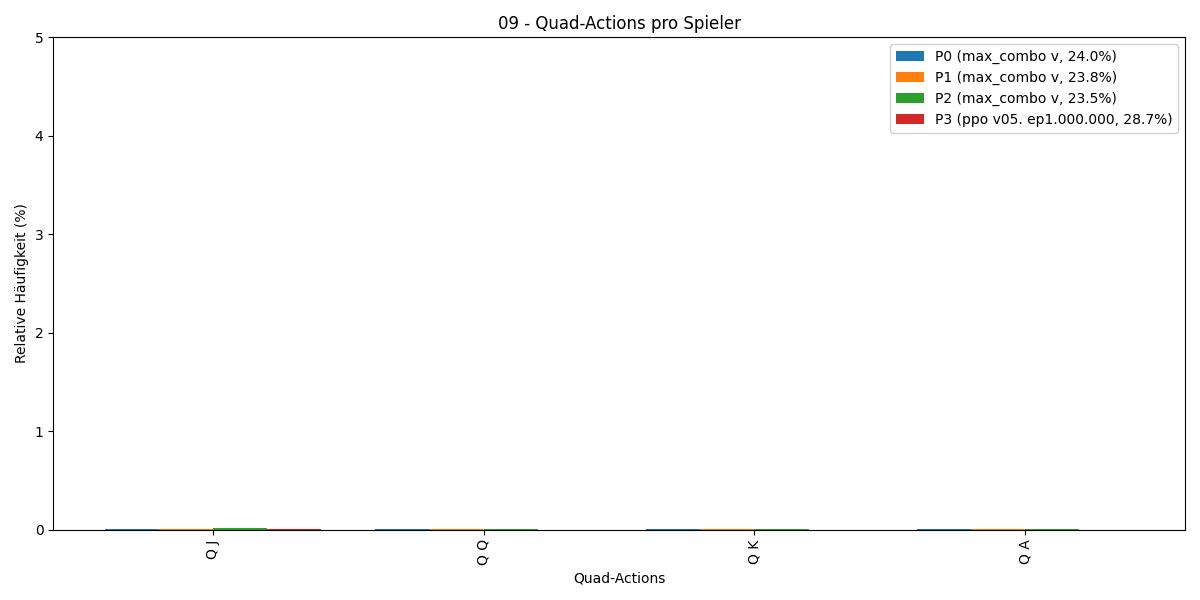 09 - Quad-Actions pro Spieler
5
4
3
2
1
0
Relative Häufigkeit (%)
P0 (max_combo v, 24.0%)
P1 (max_combo v, 23.8%)
P2 (max_combo v, 23.5%)
P3 (ppo v05. ep1.000.000, 28.7%)
Q J
Q Q
Q K
Q A
Quad-Actions